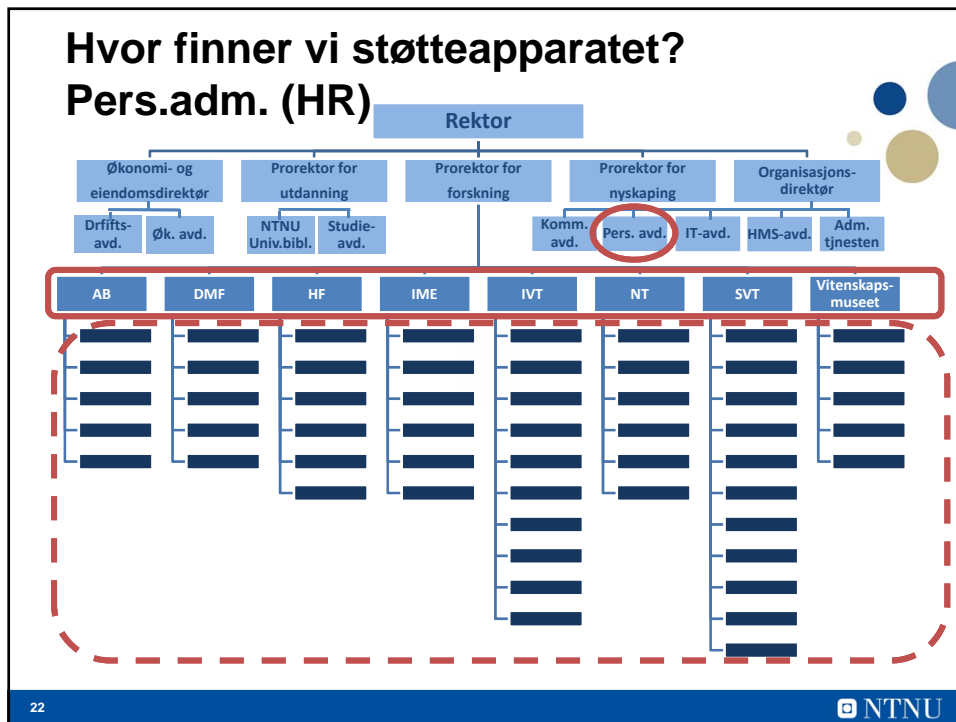 Hvor finner vi støtteapparatet?
Pers.adm. (HR)
Rektor
Økonomi- og
eiendomsdirektør
Prorektor for
utdanning
Prorektor for
forskning
Prorektor for
nyskaping
Organisasjons-
direktør
Drfifts-
avd.
Øk. avd.
NTNU
Univ.bibl.
Studie-
avd.
Komm.
avd.
Pers. avd.
IT-avd.
HMS-avd.
Adm.
tjnesten
AB
DMF
HF
IME
IVT
NT
SVT
Vitenskaps-
museet
22
NTNU